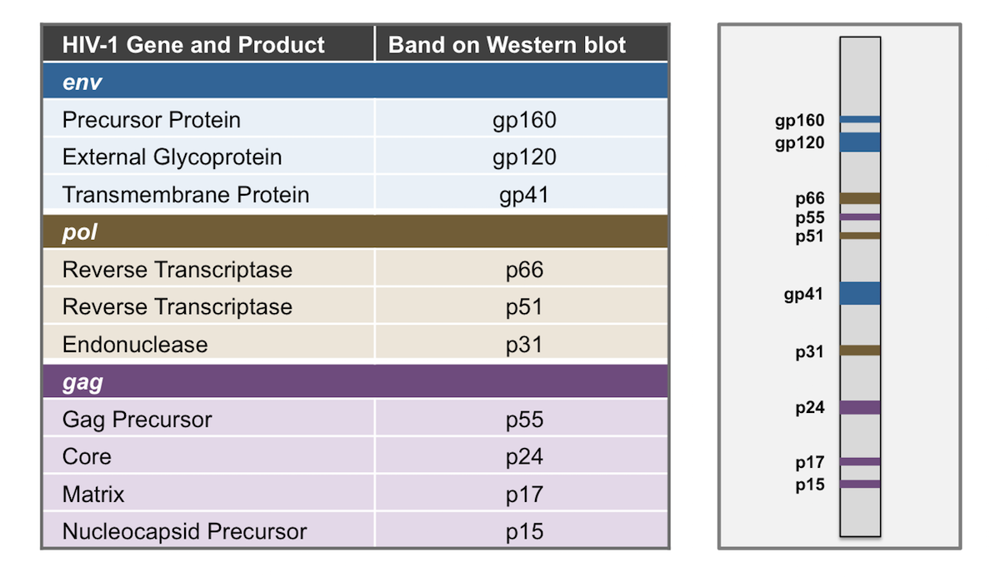 HIV-1 Gene and Product Band on Western blot
env
Precursor Protein gp160
External Glycoprotein gp120
Transmembrane Protein gp41
pol
Reverse Transcriptase p66
Reverse Transcriptase p51
Endonuclease p31
gag
Gag Precursor p55
Core p24
Matrix p17
Nucleocapsid Precursor p15
gp160
gp120
p66
p55
p51
gp41
p31
p24
p17
p15